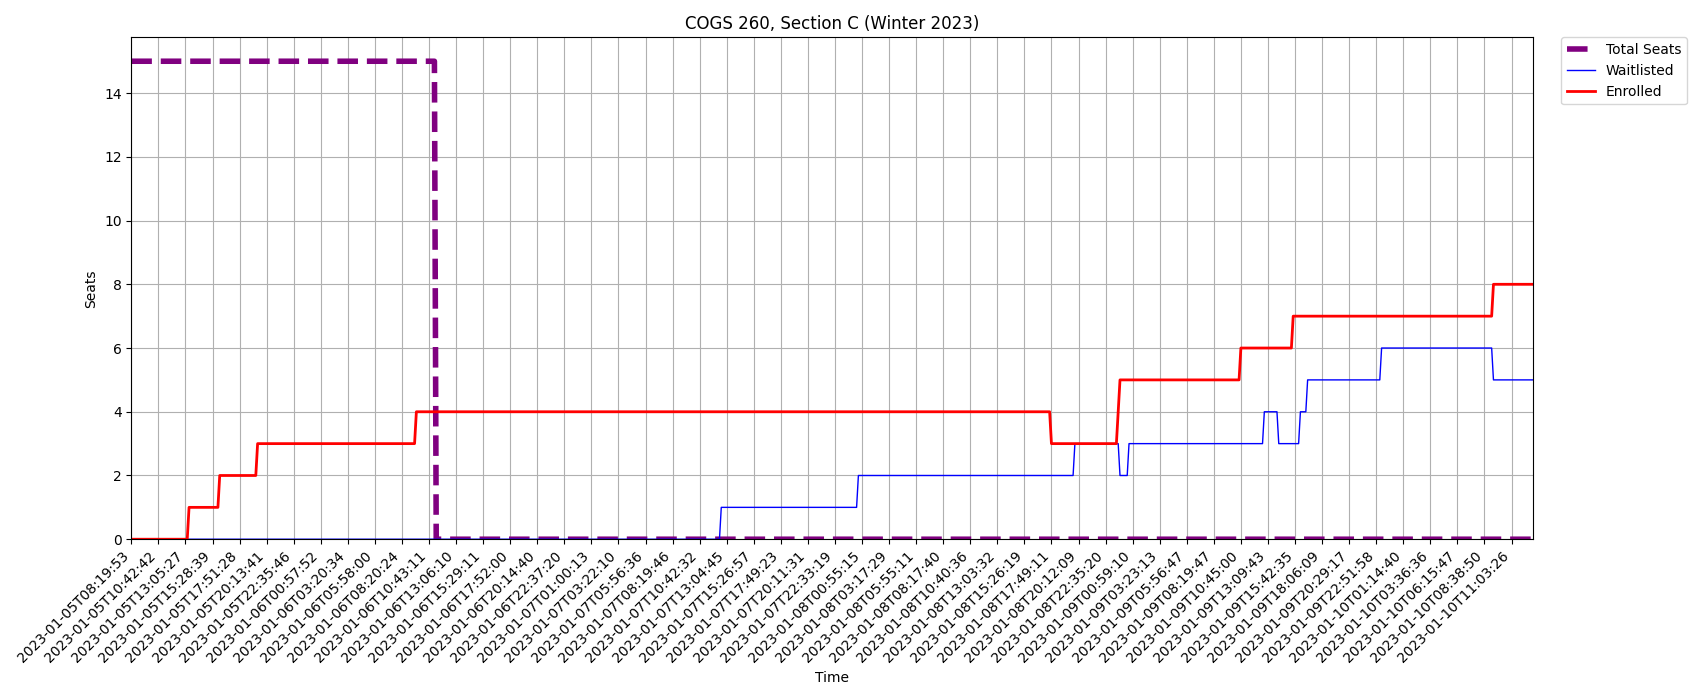 COGS 260, Section C (Winter 2023)
Total Seats
Waitlisted
Enrolled
Seats
14
12
10
8
6
4
2
0
2023-01-05T08:19:53
2023-01-05T10:42:42
2023-01-05T13:05:27
2023-01-05T15:28:39
2023-01-05T17:51:28
2023-01-05T20:13:41
2023-01-05T22:35:46
2023-01-06T00:57:52
2023-01-06T03:20:34
2023-01-06T05:58:00
2023-01-06T08:20:24
2023-01-06T10:43:11
2023-01-06T13:06:10
2023-01-06T15:29:11
2023-01-06T17:52:00
2023-01-06T20:14:40
2023-01-06T22:37:20
2023-01-07T01:00:13
2023-01-07T03:22:10
2023-01-07T05:56:36
2023-01-07T08:19:46
2023-01-07T10:42:32
2023-01-07T13:04:45
2023-01-07T15:26:57
2023-01-07T17:49:23
2023-01-07T20:11:31
2023-01-07T22:33:19
2023-01-08T00:55:15
2023-01-08T03:17:29
2023-01-08T05:55:11
2023-01-08T08:17:40
2023-01-08T10:40:36
2023-01-08T13:03:32
2023-01-08T15:26:19
2023-01-08T17:49:11
2023-01-08T20:12:09
2023-01-08T22:35:20
2023-01-09T00:59:10
2023-01-09T03:23:13
2023-01-09T05:56:47
2023-01-09T08:19:47
2023-01-09T10:45:00
2023-01-09T13:09:43
2023-01-09T15:42:35
2023-01-09T18:06:09
2023-01-09T20:29:17
2023-01-09T22:51:58
2023-01-10T01:14:40
2023-01-10T03:36:36
2023-01-10T06:15:47
2023-01-10T08:38:50
2023-01-10T11:03:26
Time